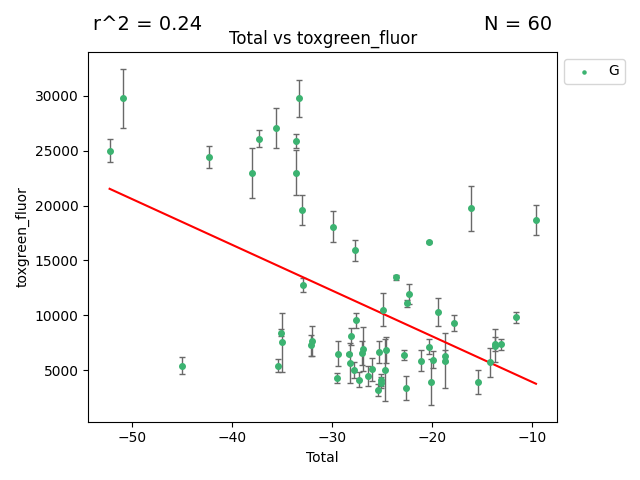 r^2 = 0.24
N = 60
Total vs toxgreen_fluor
G
30000
25000
20000
15000
10000
5000
toxgreen_fluor
−50
−40
−30
−20
−10
Total